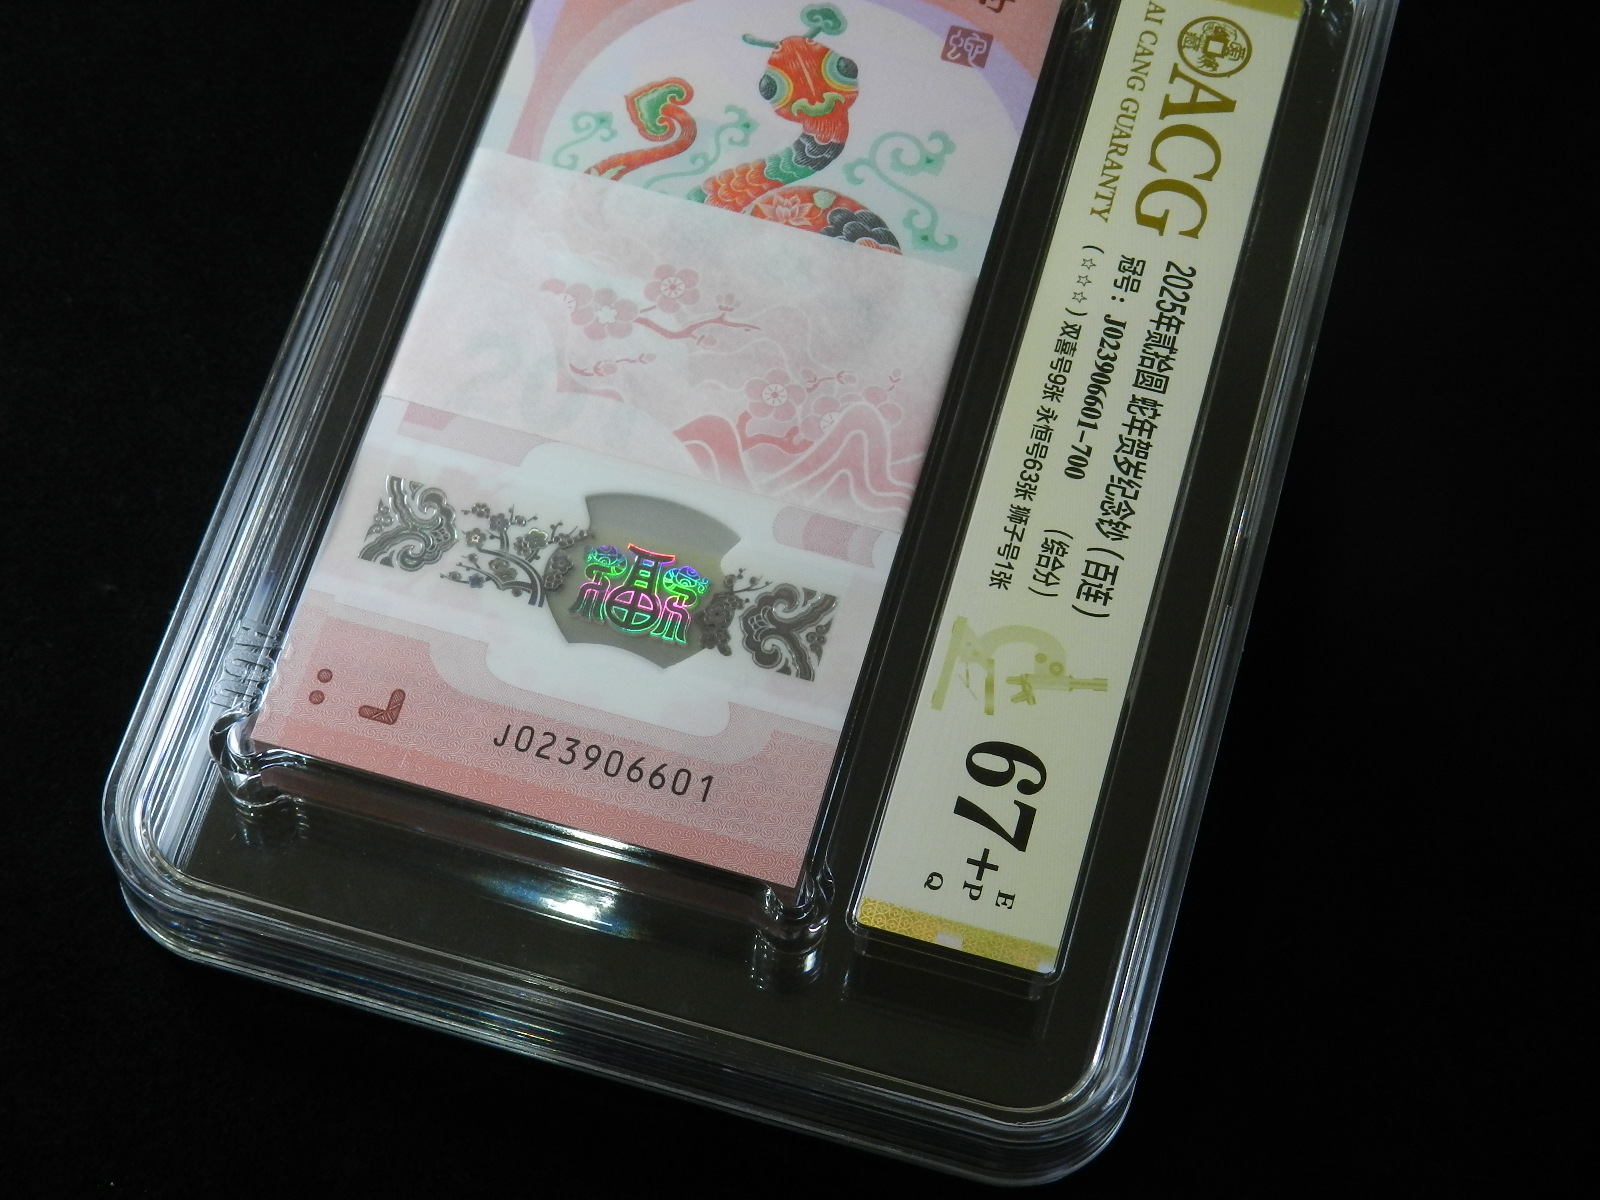 ACG
AI CANG GUARANTY
2025年贰拾圆 蛇年贺岁纪念钞（百连）
冠号：J023906601-700 （综合分）
（☆☆☆）双喜号9张 永恒号63张 狮子号1张
67+
E
P
Q
J023906601